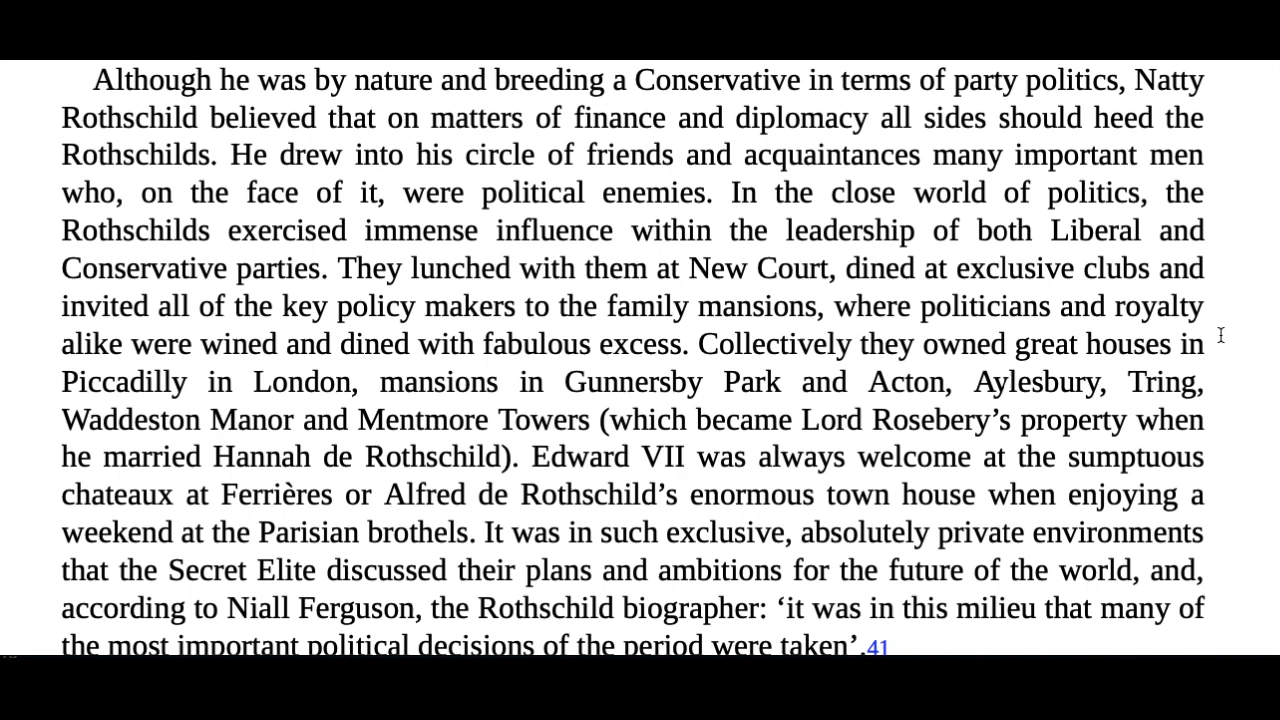 Although he was by nature and breeding a Conservative in terms of party politics, Natty
Rothschild believed that on matters of finance and diplomacy all sides should heed the
Rothschilds. He drew into his circle of friends and acquaintances many important men
who, on the face of it, were political enemies. In the close world of politics, the
Rothschilds exercised immense influence within the leadership of both Liberal and
Conservative parties. They lunched with them at New Court, dined at exclusive clubs and
invited all of the key policy makers to the family mansions, where politicians and royalty
alike were wined and dined with fabulous excess. Collectively they owned great houses in
Piccadilly in London, mansions in Gunnersby Park and Acton, Aylesbury, Tring,
Waddeston Manor and Mentmore Towers (which became Lord Rosebery’s property when
he married Hannah de Rothschild). Edward VII was always welcome at the sumptuous
chateaux at Ferrières or Alfred de Rothschild’s enormous town house when enjoying a
weekend at the Parisian brothels. It was in such exclusive, absolutely private environments
that the Secret Elite discussed their plans and ambitions for the future of the world, and,
according to Niall Ferguson, the Rothschild biographer: ‘it was in this milieu that many of
the most important political decisions of the period were taken’.41